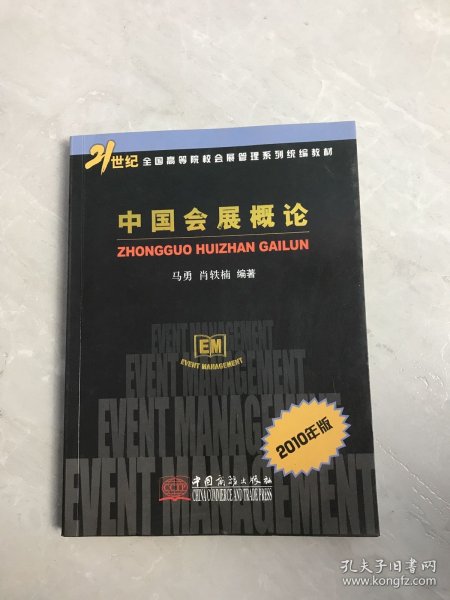 21世纪 全国高等院校会展管理系列统编教材
中国会展概论
ZHONGGUO HUIZHAN GAILUN
马勇 肖轶楠 编著
EVENT MANAGEMENT
EM
EVENT MANAGEMENT
EVENT MANAGEMENT
EVENT MANAGEMENT
2010年版
EVENT MANAGEMENT
CCTP
中国商务出版社
CHINA COMMERCE AND TRADE PRESS
孔夫子旧书网
www.kongfz.com